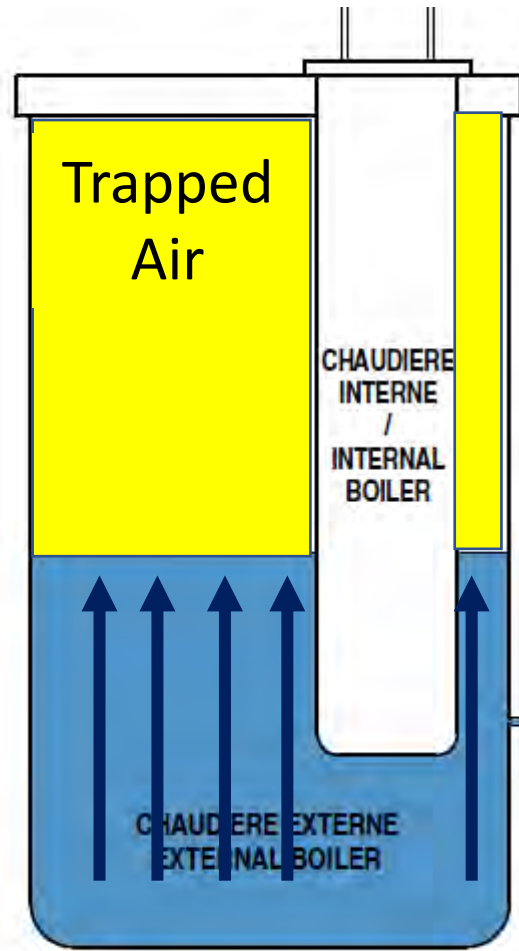 Trapped
Air
CHAUDIERE
INTERNE
/
INTERNAL
BOILER
CHAUDIERE EXTERNE
EXTERNAL BOILER